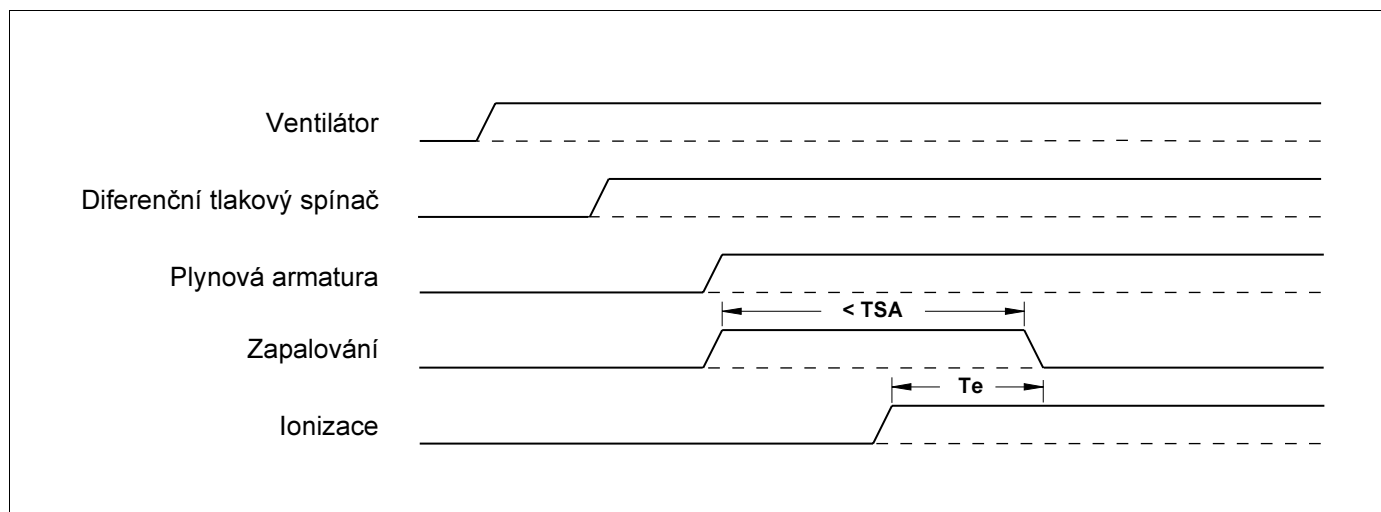 Ventilátor
Diferenční tlakový spínač
Plynová armatura
< TSA
Zapalování
Te
Ionizace